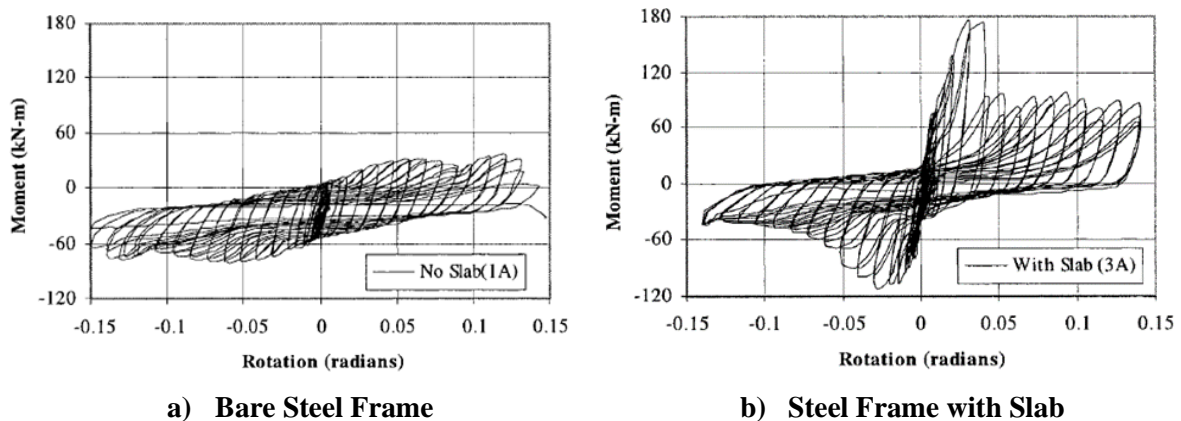 180
120
60
0
-60
-120
Moment (kN-m)
No Slab(1A)
-0.15 -0.1 -0.05 0 0.05 0.1 0.15
Rotation (radians)
a) Bare Steel Frame
180
120
60
0
-60
-120
Moment (kN-m)
With Slab (3A)
-0.15 -0.1 -0.05 0 0.05 0.1 0.15
Rotation (radians)
b) Steel Frame with Slab